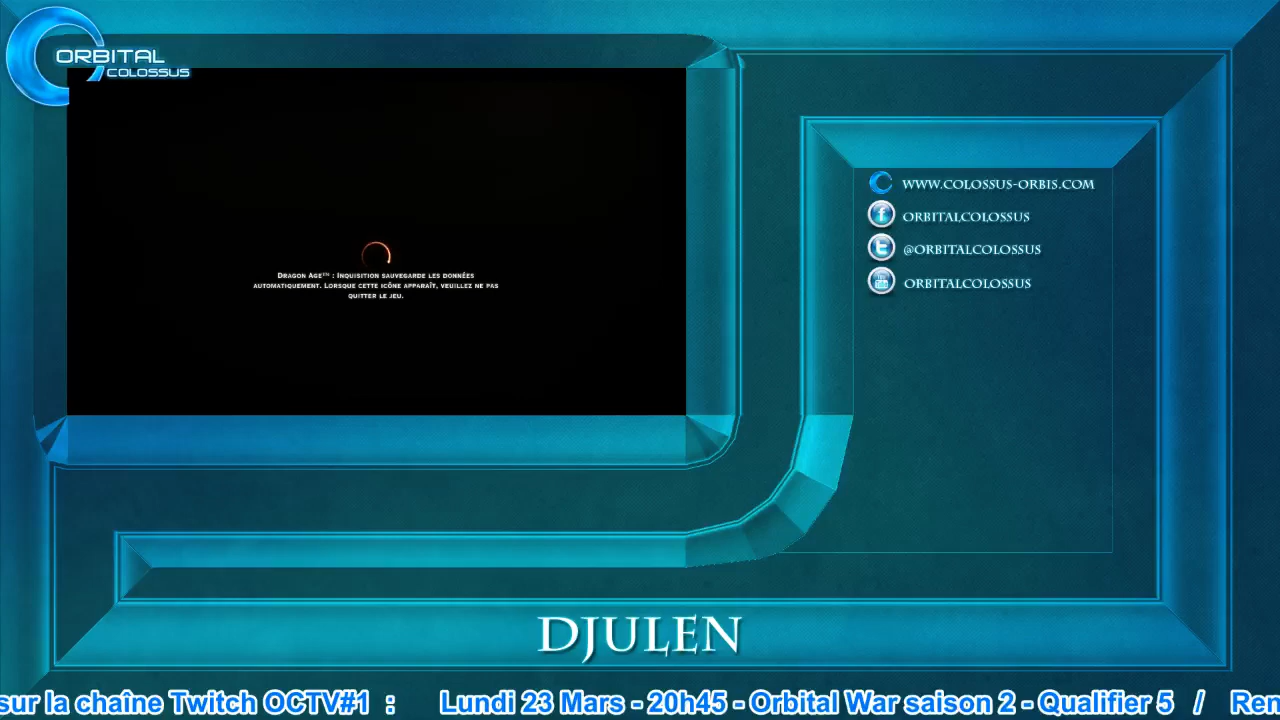 ORBITAL
COLOSSUS
Dragon Age™ : Inquisition sauvegarde les données
automatiquement. Lorsque cette icône apparaît, veuillez ne pas
quitter le jeu.
WWW.COLOSSUS-ORBIS.COM
ORBITALCOLOSSUS
@ORBITALCOLOSSUS
ORBITALCOLOSSUS
DJULEN
sur la chaîne Twitch OCTV#1 : Lundi 23 Mars - 20h45 - Orbital War saison 2 - Qualifier 5 /